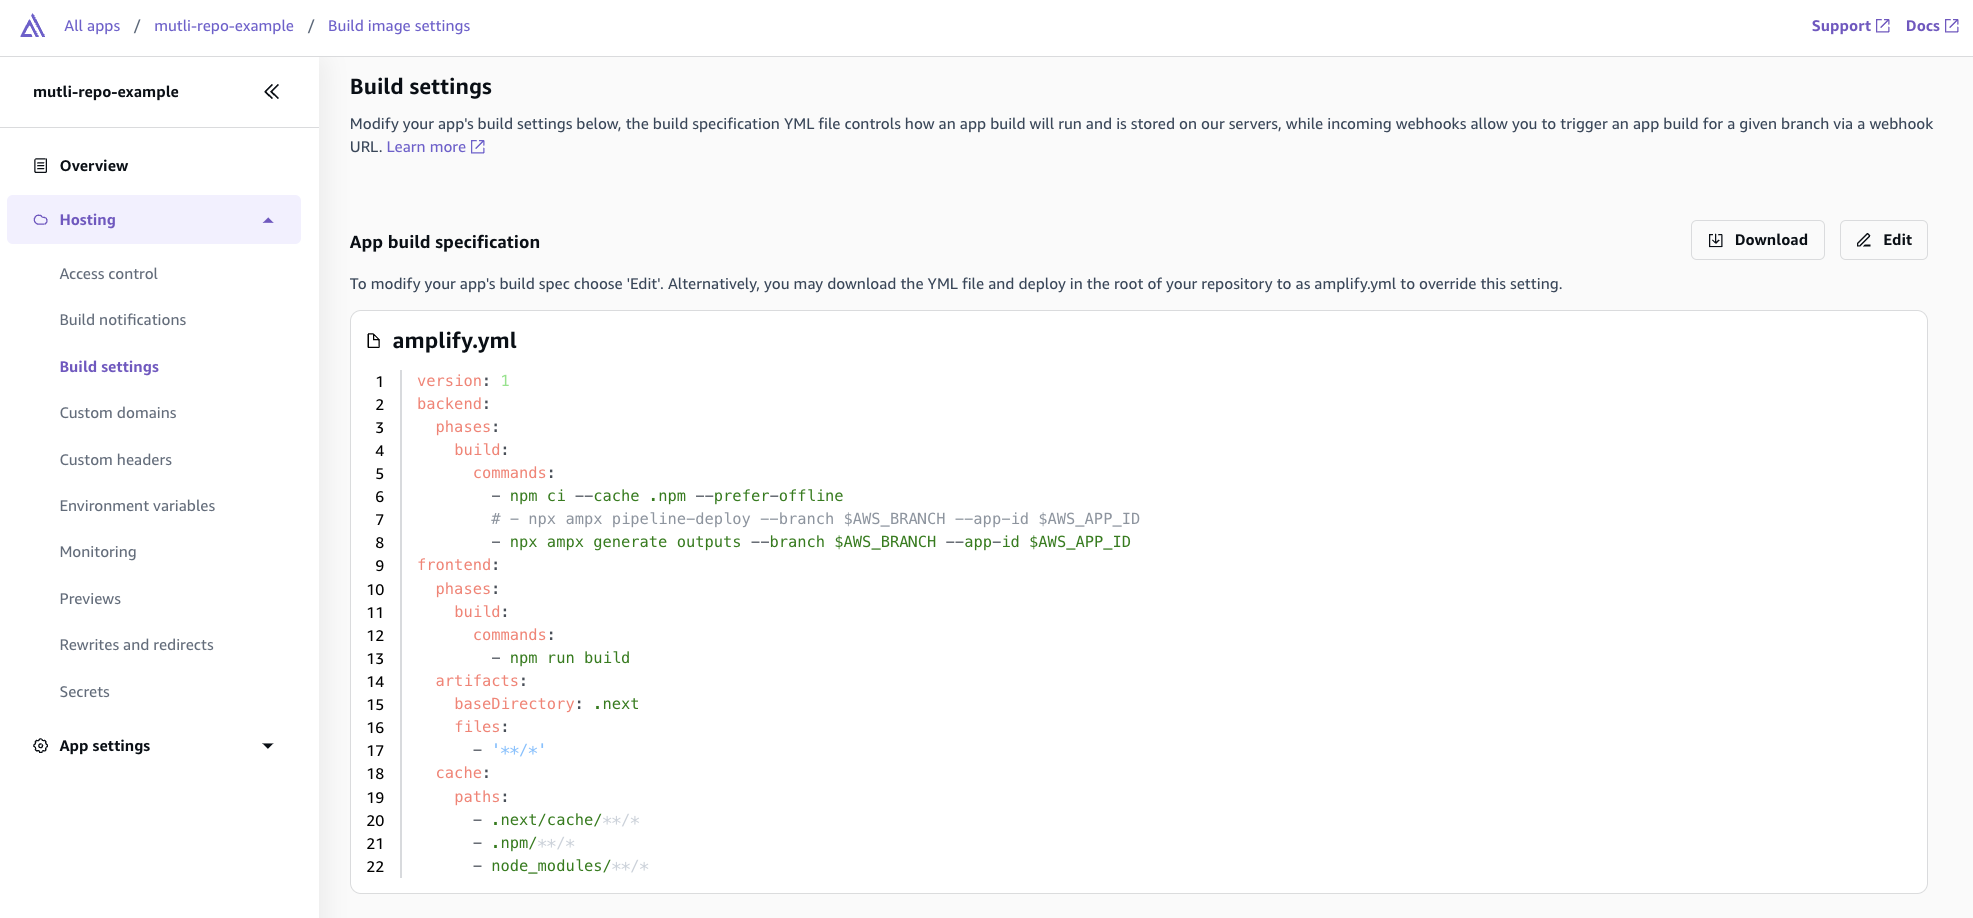 All apps / mutli-repo-example / Build image settings
Support Docs
mutli-repo-example
Overview
Hosting
Access control
Build notifications
Build settings
Custom domains
Custom headers
Environment variables
Monitoring
Previews
Rewrites and redirects
Secrets
App settings
Build settings
Modify your app's build settings below, the build specification YML file controls how an app build will run and is stored on our servers, while incoming webhooks allow you to trigger an app build for a given branch via a webhook
URL. Learn more
App build specification
Download Edit
To modify your app's build spec choose 'Edit'. Alternatively, you may download the YML file and deploy in the root of your repository to as amplify.yml to override this setting.
amplify.yml
1 version: 1
2 backend:
3   phases:
4     build:
5       commands:
6         - npm ci --cache .npm --prefer-offline
7         # - npx ampx pipeline-deploy --branch $AWS_BRANCH --app-id $AWS_APP_ID
8         - npx ampx generate outputs --branch $AWS_BRANCH --app-id $AWS_APP_ID
9 frontend:
10   phases:
11     build:
12       commands:
13         - npm run build
14   artifacts:
15     baseDirectory: .next
16     files:
17       - '**/*'
18   cache:
19     paths:
20       - .next/cache/**/*
21       - .npm/**/*
22       - node_modules/**/*